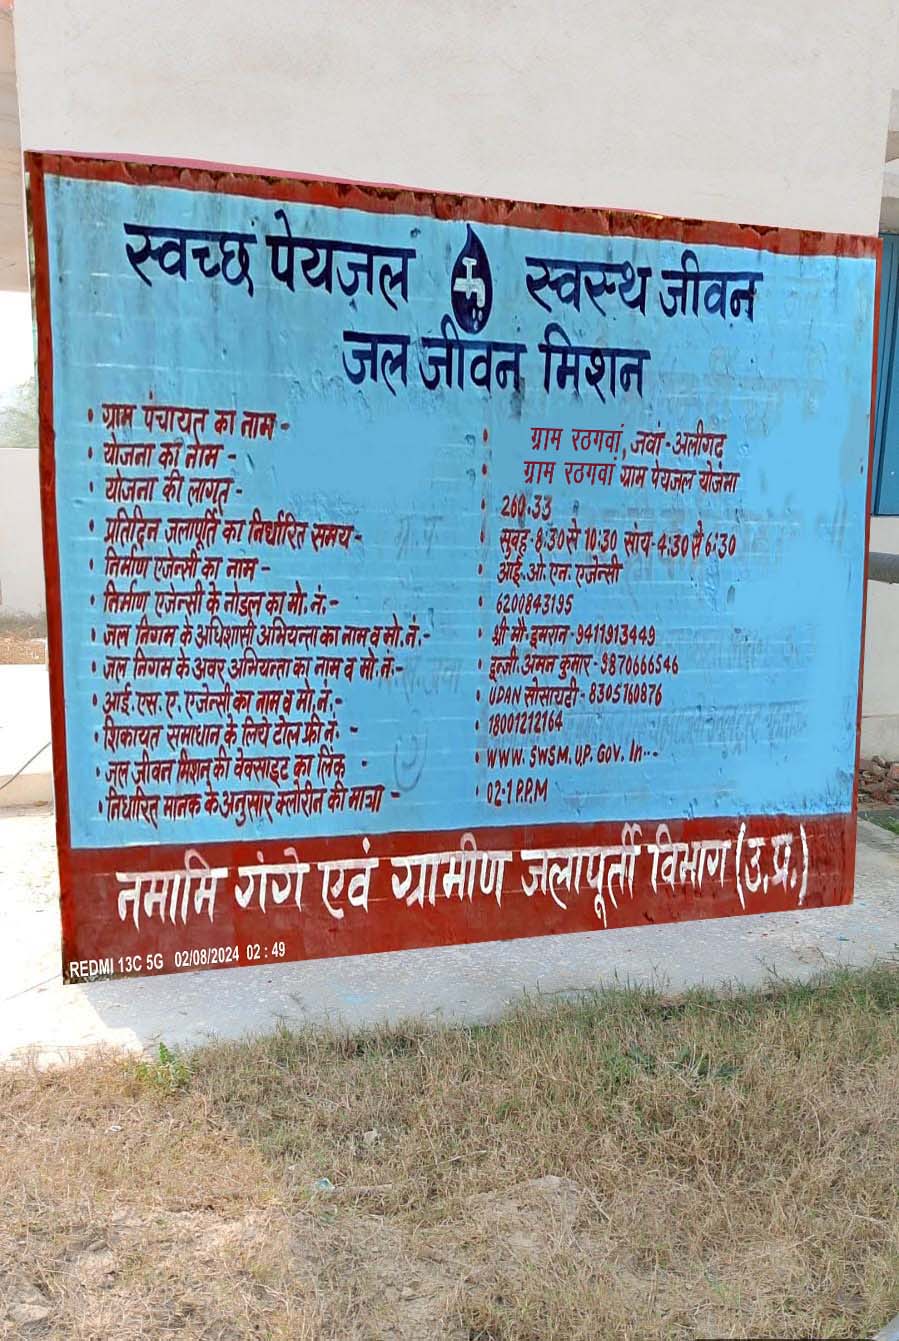 स्वच्छ पेयजल स्वस्थ जीवन
जल जीवन मिशन
• ग्राम पंचायत का नाम - • ग्राम रठगवां, जवां - अलीगढ़
• योजना का नाम - • ग्राम रठगवां ग्राम पेयजल योजना
• योजना की लागत - • 260.33
• प्रतिदिन जलापूर्ति का निर्धारित समय - • सुबह - 8:30 से 10:30 सांय - 4:30 से 6:30
• निर्माण एजेन्सी का नाम - • आई.ओ.एन. एजेन्सी
• निर्माण एजेन्सी के नोडल का मो.नं.- • 6200843195
• जल निगम के अधिशासी अभियन्ता का नाम व मो.नं.- • श्री मौ. इमरान - 9411913449
• जल निगम के अवर अभियन्ता का नाम व मो.नं.- • इन्जी. अमन कुमार - 9870666546
• आई.एस.ए. एजेन्सी का नाम व मो.नं.- • UDAN सोसायटी - 8305760876
• शिकायत समाधान के लिये टोल फ्री नं. - • 18001212164
• जल जीवन मिशन की वेबसाइट का लिंक - • WWW. SWSM.UP.GOV.In--
• निर्धारित मानक के अनुसार क्लोरीन की मात्रा - • 02-1 P.P.M
नमामि गंगे एवं ग्रामीण जलापूर्ती विभाग (उ.प्र.)
REDMI 13C 5G 02/08/2024 02 : 49